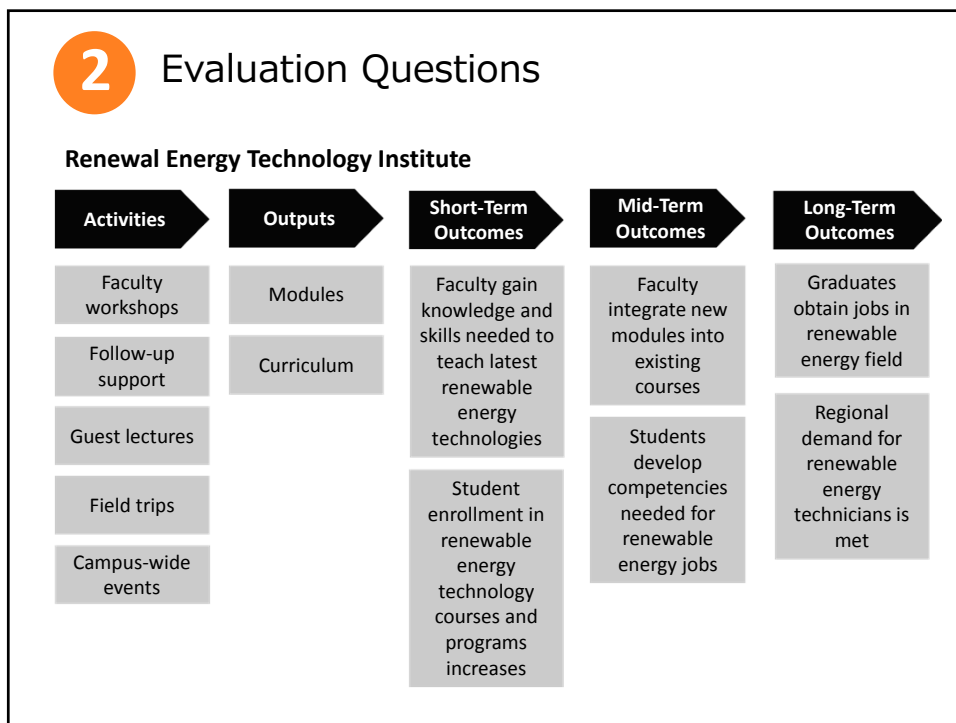 2 Evaluation Questions
Renewal Energy Technology Institute
Activities
Faculty
workshops
Follow-up
support
Guest lectures
Field trips
Campus-wide
events
Outputs
Modules
Curriculum
Short-Term
Outcomes
Faculty gain
knowledge and
skills needed to
teach latest
renewable
energy
technologies
Student
enrollment in
renewable
energy
technology
courses and
programs
increases
Mid-Term
Outcomes
Faculty
integrate new
modules into
existing
courses
Students
develop
competencies
needed for
renewable
energy jobs
Long-Term
Outcomes
Graduates
obtain jobs in
renewable
energy field
Regional
demand for
renewable
energy
technicians is
met